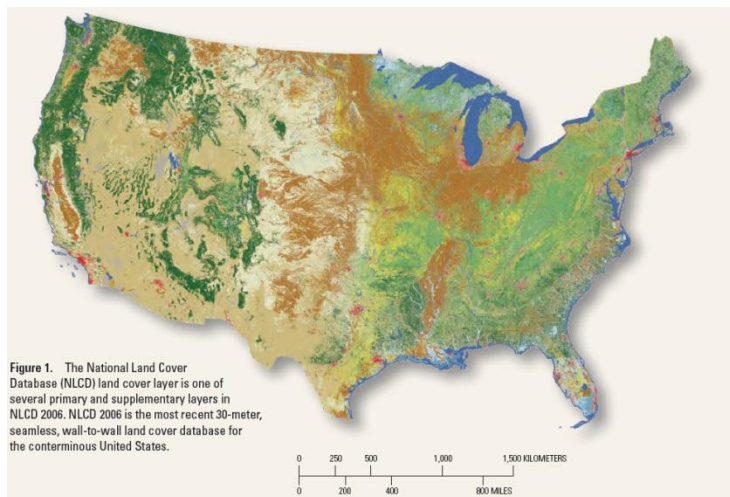 Figure 1. The National Land Cover
Database (NLCD) land cover layer is one of
several primary and supplementary layers in
NLCD 2006. NLCD 2006 is the most recent 30-meter,
seamless, wall-to-wall land cover database for
the conterminous United States.
0 250 500 1,000 1,500 KILOMETERS
0 200 400 800 MILES